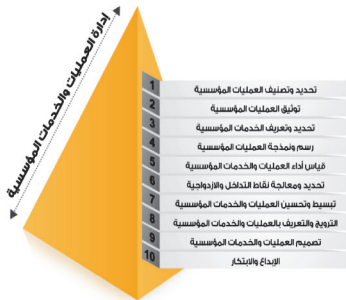 إدارة العمليات والخدمات المؤسسية
1 تحديد وتصنيف العمليات المؤسسية
2 توثيق العمليات المؤسسية
3 تحديد وتعريف الخدمات المؤسسية
4 رسم ونمذجة العمليات المؤسسية
5 قياس أداء العمليات والخدمات المؤسسية
6 تحديد ومعالجة نقاط التداخل والازدواجية
7 تبسيط وتحسين العمليات والخدمات المؤسسية
8 الترويج والتعريف بالعمليات والخدمات المؤسسية
9 تصميم العمليات والخدمات المؤسسية
10 الإبداع والابتكار